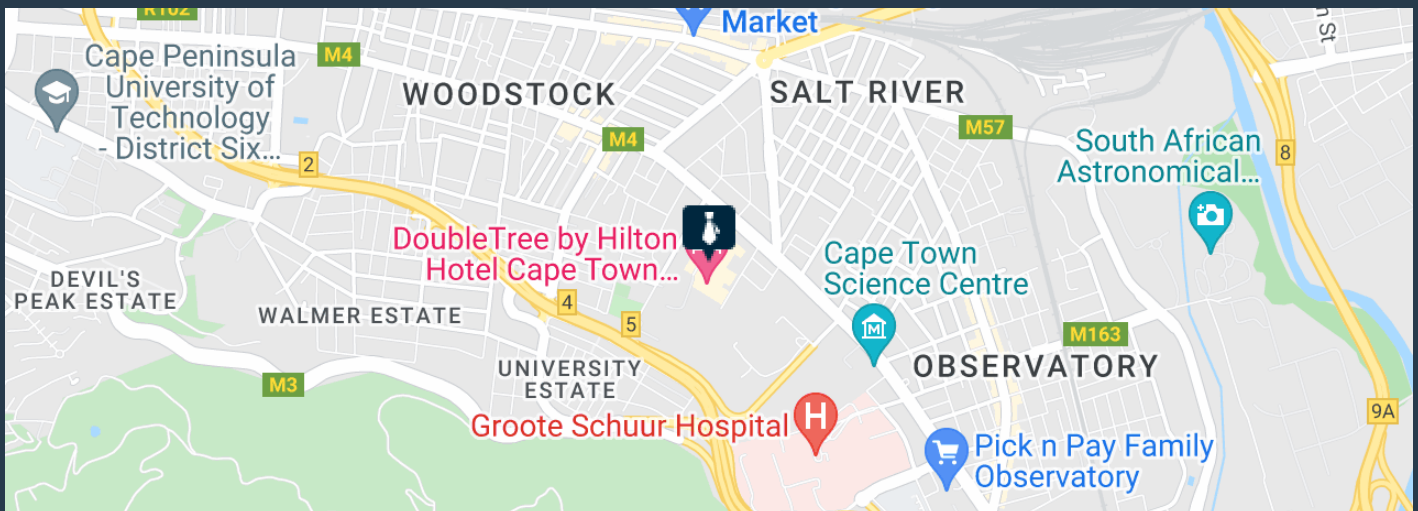 R102
Market
n St
M4
Cape Peninsula
University of
Technology
- District Six...
WOODSTOCK
SALT RIVER
M4
M57
South African
Astronomical...
2
8
DoubleTree by Hilton
Hotel Cape Town...
Cape Town
Science Centre
DEVIL'S
PEAK ESTATE
WALMER ESTATE
4
5
M163
UNIVERSITY
ESTATE
OBSERVATORY
M3
9A
Groote Schuur Hospital
H
Pick n Pay Family
Observatory